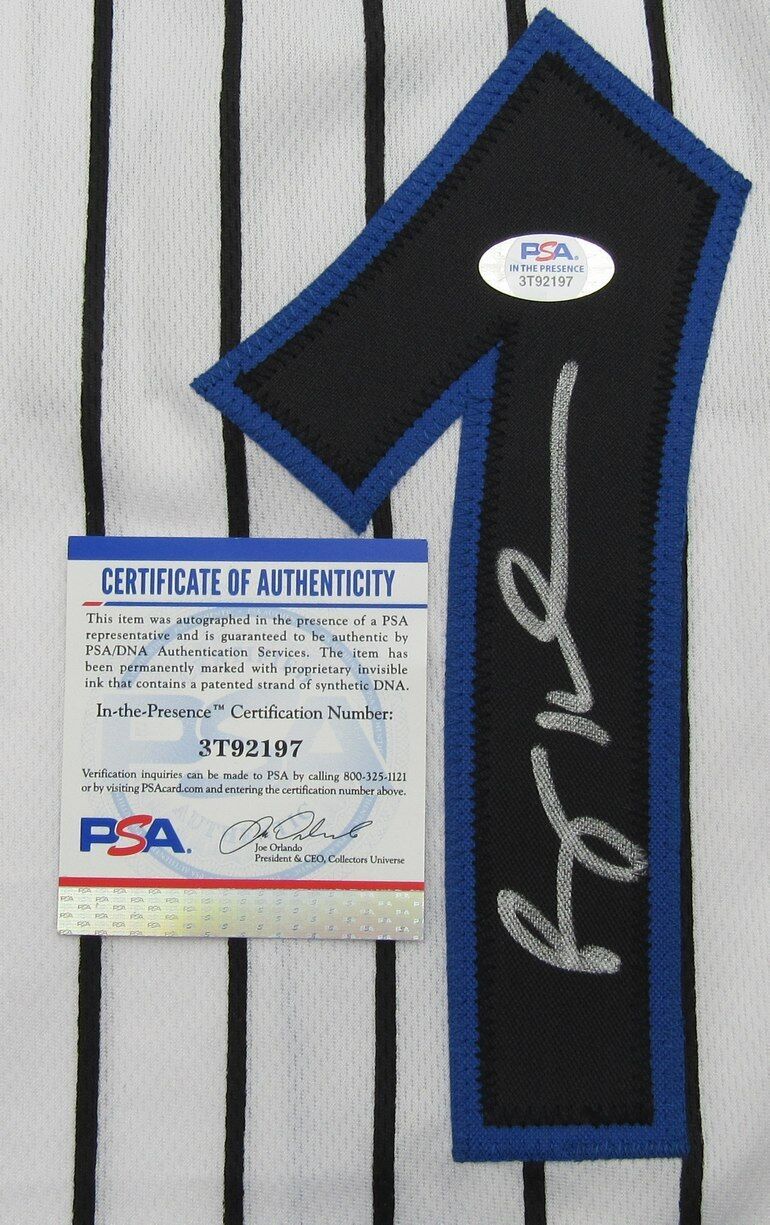 PSA.
IN THE PRESENCE
3T92197
1
CERTIFICATE OF AUTHENTICITY
This item was autographed in the presence of a PSA
representative and is guaranteed to be authentic by
PSA/DNA Authentication Services. The item has
been permanently marked with proprietary invisible
ink that contains a patented strand of synthetic DNA.
In-the-Presence™ Certification Number:
3T92197
Verification inquiries can be made to PSA by calling 800-325-1121
or by visiting PSAcard.com and entering the certification number above.
PSA.
Joe Orlando
President & CEO, Collectors Universe